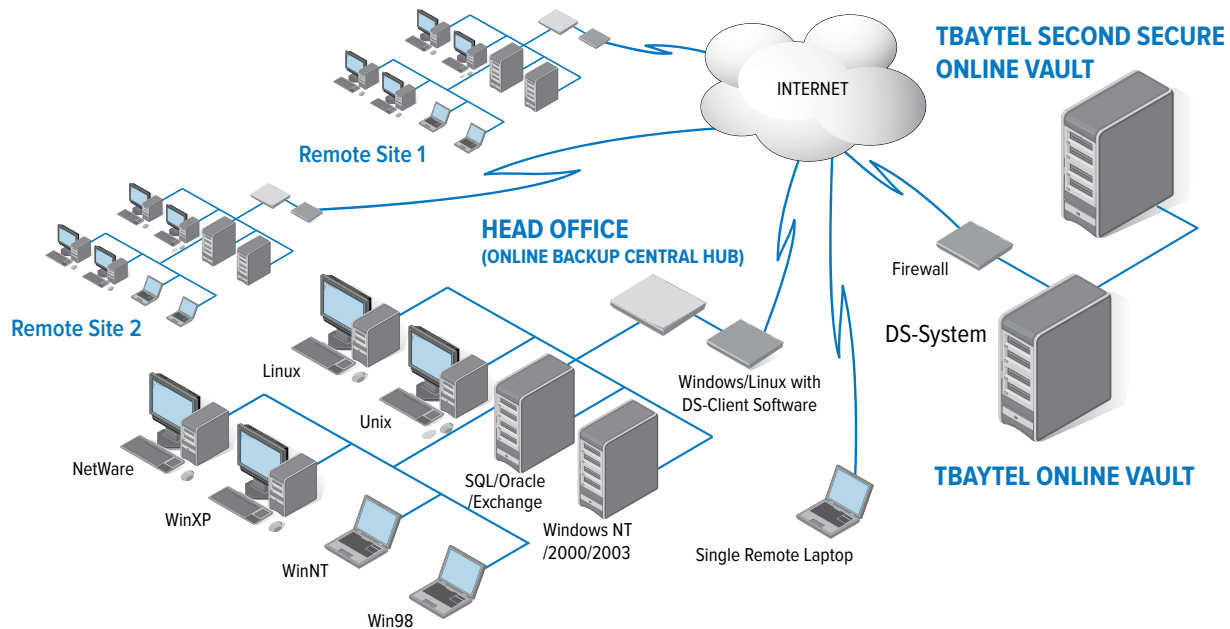 TBAYTEL SECOND SECURE
ONLINE VAULT
INTERNET
Remote Site 1
HEAD OFFICE
(ONLINE BACKUP CENTRAL HUB)
Firewall
Remote Site 2
DS-System
Linux
Windows/Linux with
DS-Client Software
Unix
NetWare
SQL/Oracle
/Exchange
TBAYTEL ONLINE VAULT
WinXP
Windows NT
/2000/2003
Single Remote Laptop
WinNT
Win98